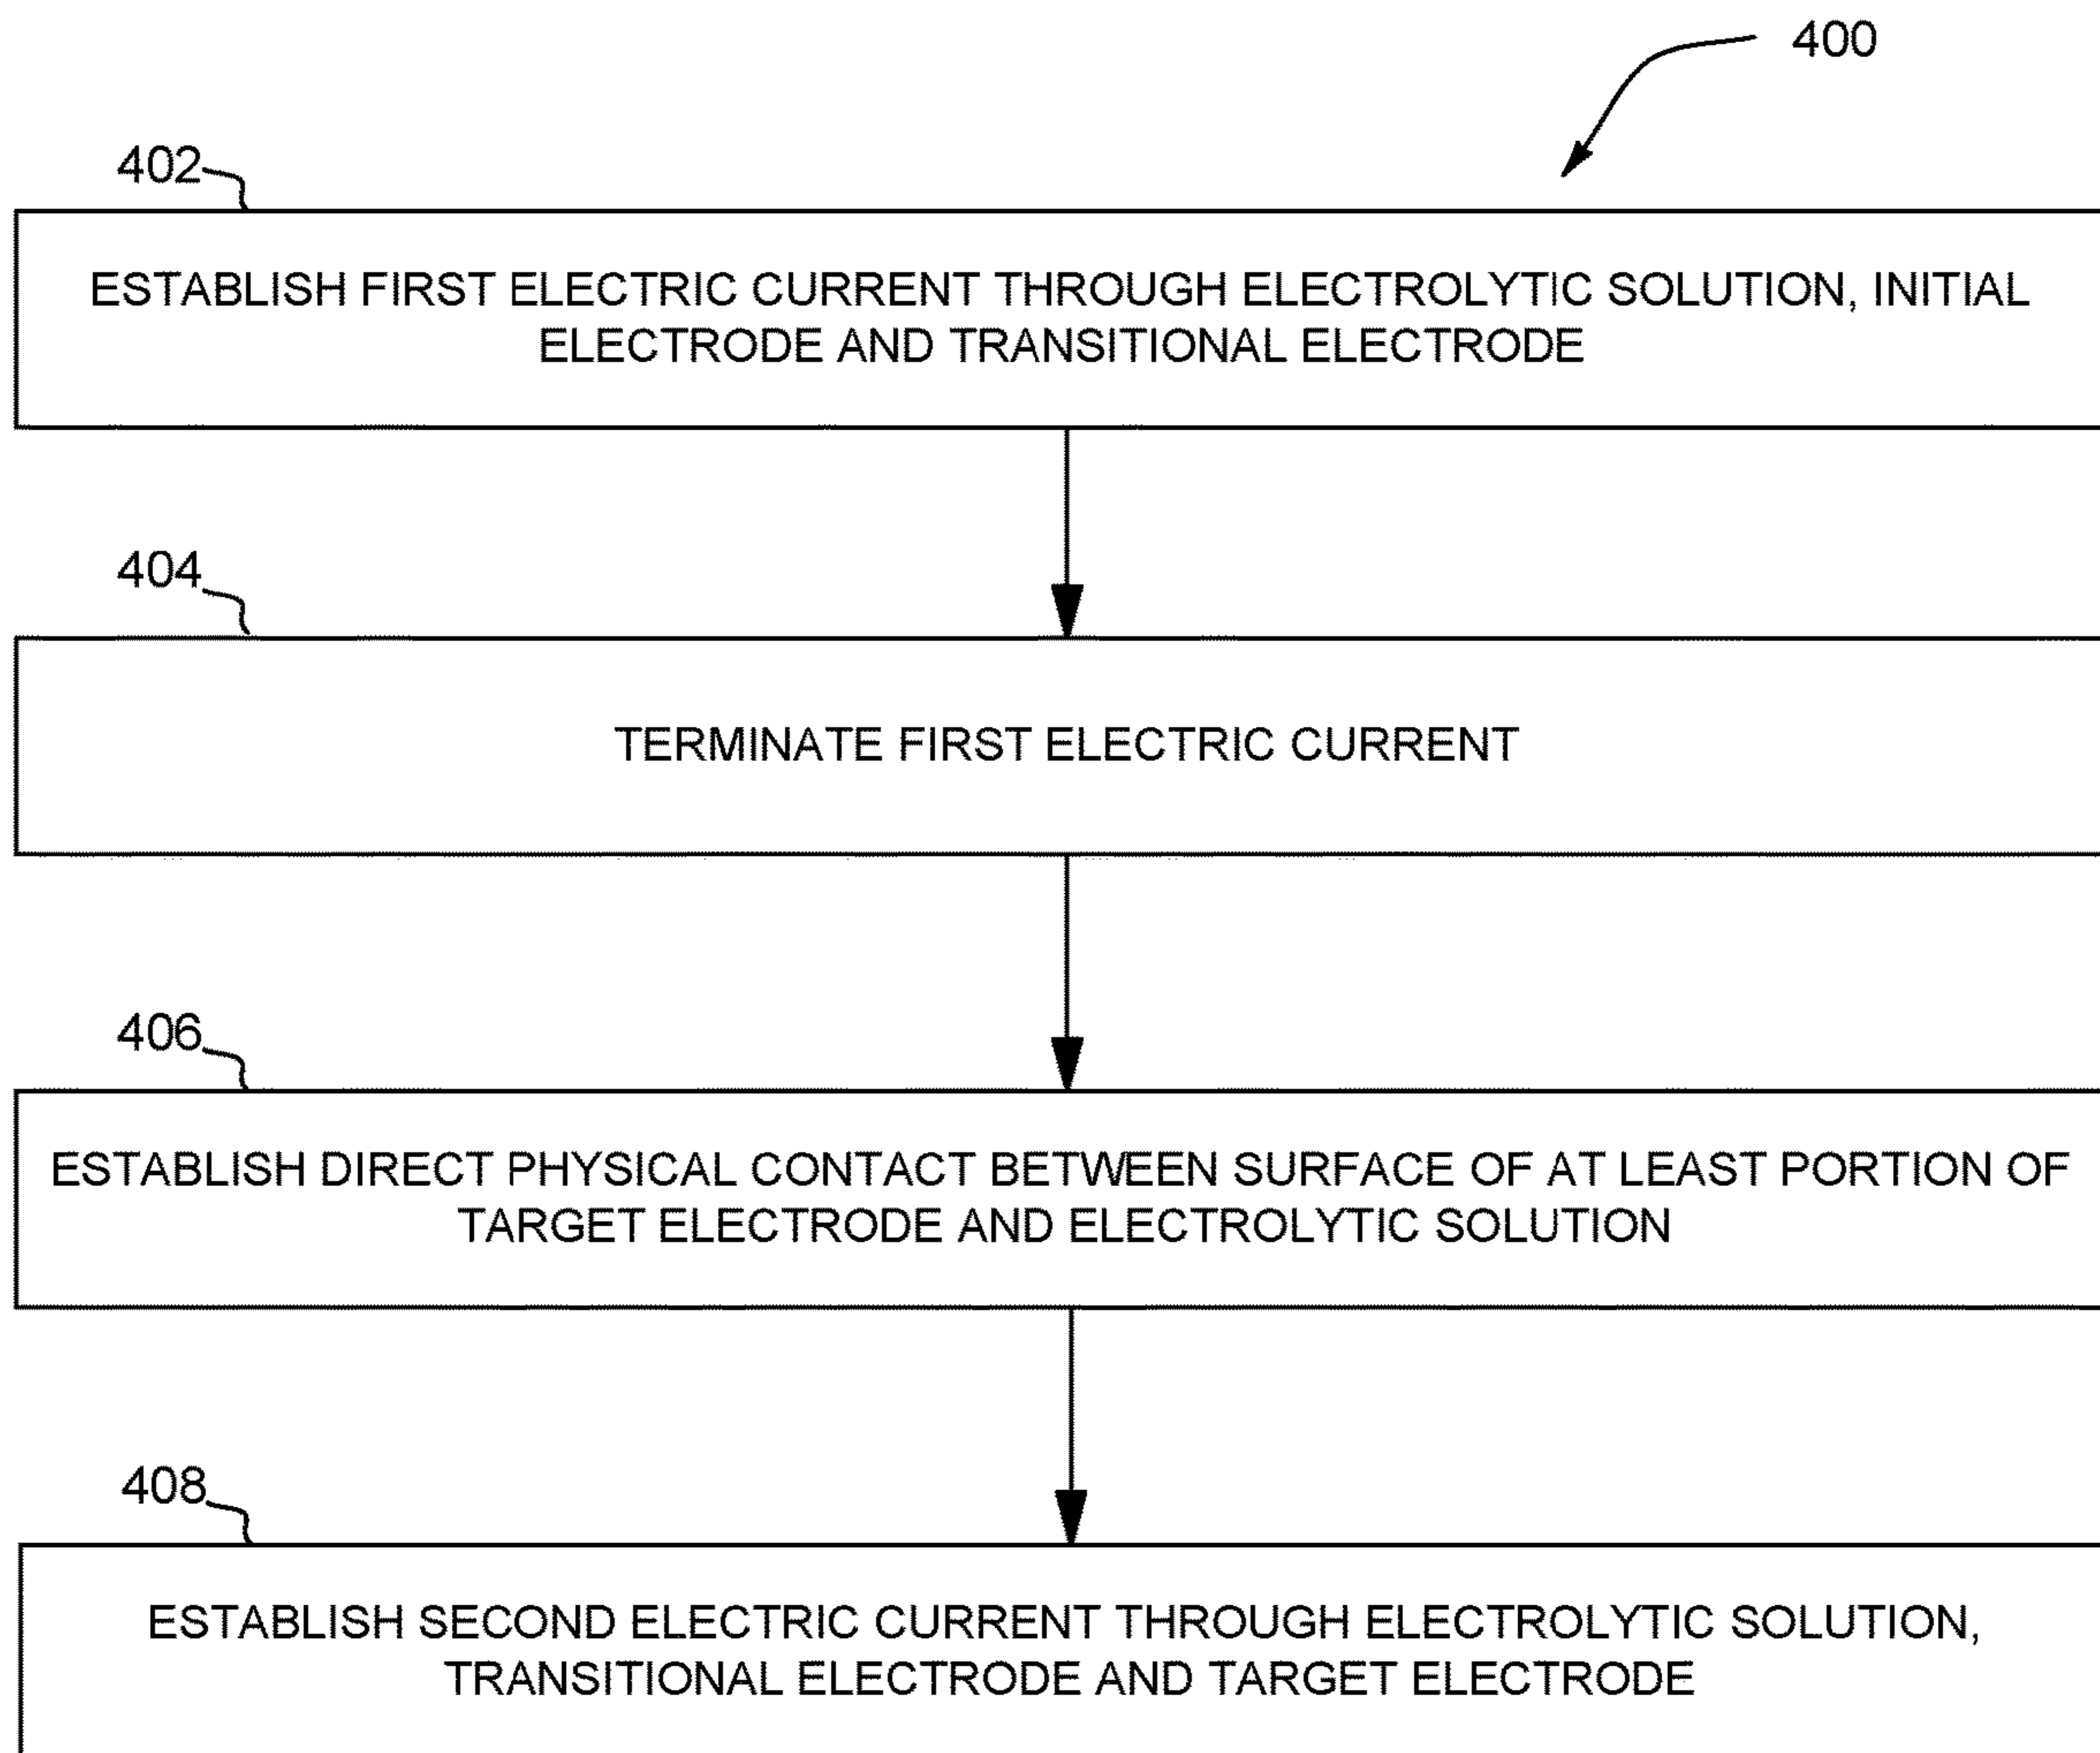 400
402
ESTABLISH FIRST ELECTRIC CURRENT THROUGH ELECTROLYTIC SOLUTION, INITIAL
ELECTRODE AND TRANSITIONAL ELECTRODE
404
TERMINATE FIRST ELECTRIC CURRENT
406
ESTABLISH DIRECT PHYSICAL CONTACT BETWEEN SURFACE OF AT LEAST PORTION OF
TARGET ELECTRODE AND ELECTROLYTIC SOLUTION
408
ESTABLISH SECOND ELECTRIC CURRENT THROUGH ELECTROLYTIC SOLUTION,
TRANSITIONAL ELECTRODE AND TARGET ELECTRODE